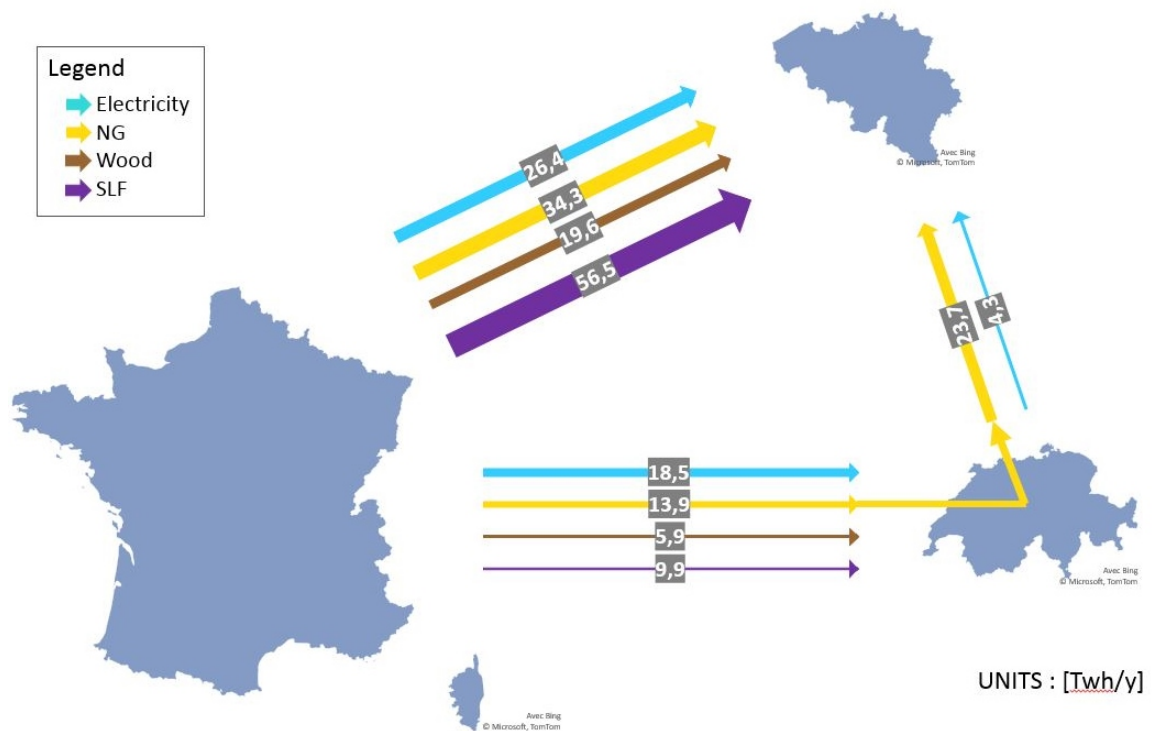 Legend
Electricity
NG
Wood
SLF
26,4
34,3
19,6
56,5
Avec Bing
© Microsoft, TomTom
23,7
4,3
18,5
13,9
5,9
9,9
Avec Bing
© Microsoft, TomTom
UNITS : [Twh/y]
Avec Bing
© Microsoft, TomTom